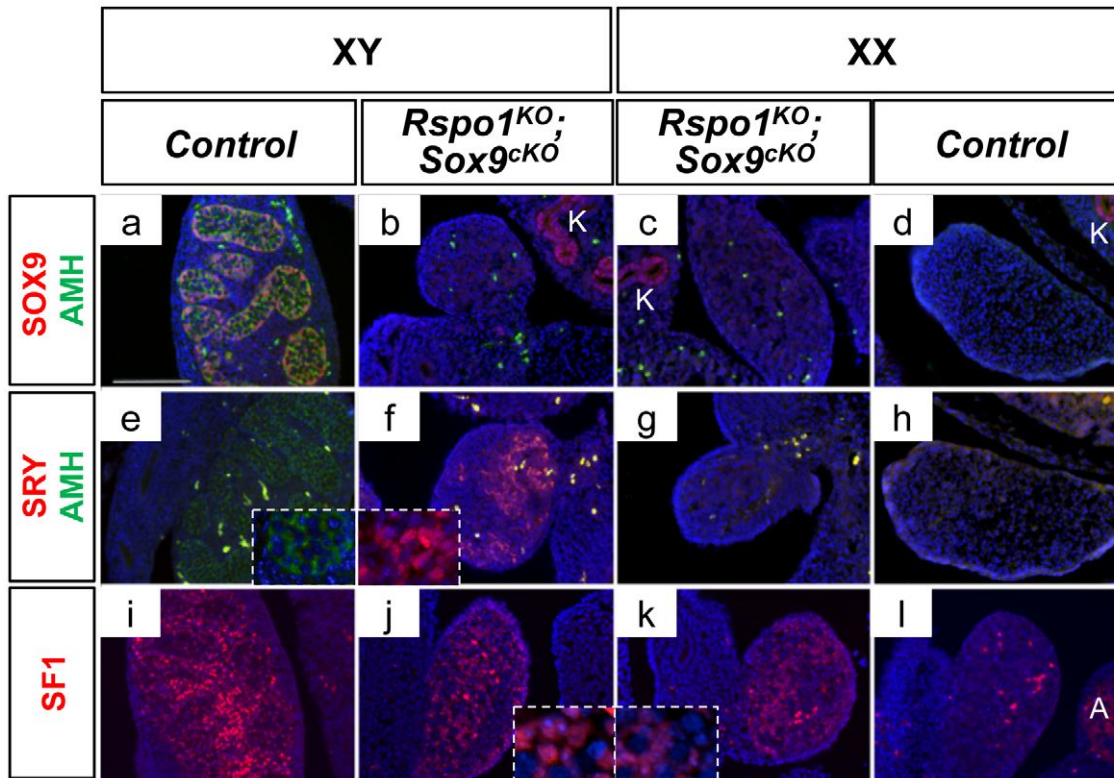 XY
XX
Control
Rspo1KO;
Sox9cKO
Rspo1KO;
Sox9cKO
Control
SOX9
AMH
a
b
K
c
K
d
K
SRY
AMH
e
f
g
h
SF1
i
j
k
l
A